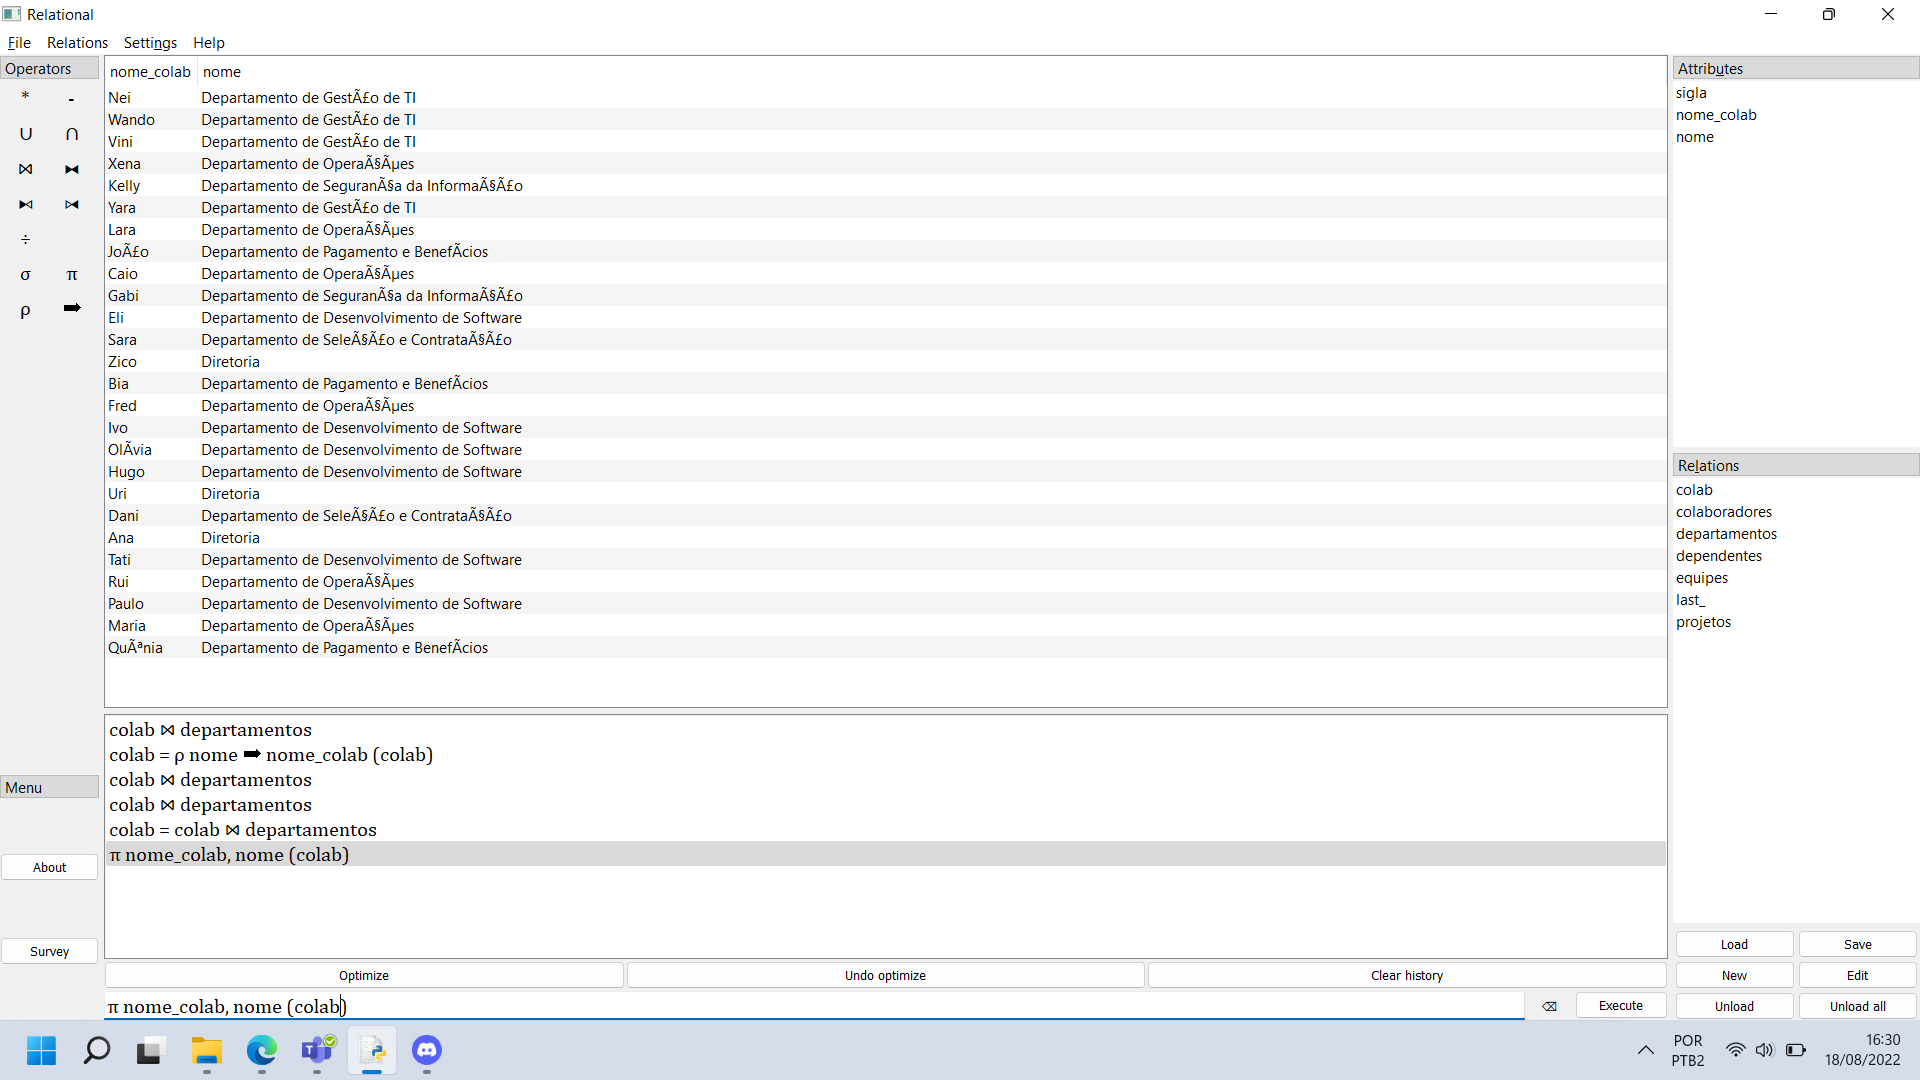 Relational
File Relations Settings Help
Operators
* -
∪ ∩
⋈ ⧓
⧑ ⧒
÷
σ π
ρ ➡
Menu
About
Survey
nome_colab nome
Nei Departamento de GestÃ£o de TI
Wando Departamento de GestÃ£o de TI
Vini Departamento de GestÃ£o de TI
Xena Departamento de OperaÃ§Ãµes
Kelly Departamento de SeguranÃ§a da InformaÃ§Ã£o
Yara Departamento de GestÃ£o de TI
Lara Departamento de OperaÃ§Ãµes
JoÃ£o Departamento de Pagamento e BenefÃ­cios
Caio Departamento de OperaÃ§Ãµes
Gabi Departamento de SeguranÃ§a da InformaÃ§Ã£o
Eli Departamento de Desenvolvimento de Software
Sara Departamento de SeleÃ§Ã£o e ContrataÃ§Ã£o
Zico Diretoria
Bia Departamento de Pagamento e BenefÃ­cios
Fred Departamento de OperaÃ§Ãµes
Ivo Departamento de Desenvolvimento de Software
OlÃ­via Departamento de Desenvolvimento de Software
Hugo Departamento de Desenvolvimento de Software
Uri Diretoria
Dani Departamento de SeleÃ§Ã£o e ContrataÃ§Ã£o
Ana Diretoria
Tati Departamento de Desenvolvimento de Software
Rui Departamento de OperaÃ§Ãµes
Paulo Departamento de Desenvolvimento de Software
Maria Departamento de OperaÃ§Ãµes
QuÃªnia Departamento de Pagamento e BenefÃ­cios
colab ⋈ departamentos
colab = ρ nome ➡ nome_colab (colab)
colab ⋈ departamentos
colab ⋈ departamentos
colab = colab ⋈ departamentos
π nome_colab, nome (colab)
Optimize Undo optimize Clear history
π nome_colab, nome (colab)
Execute
Attributes
sigla
nome_colab
nome
Relations
colab
colaboradores
departamentos
dependentes
equipes
last_
projetos
Load Save
New Edit
Unload Unload all
POR
PTB2
16:30
18/08/2022